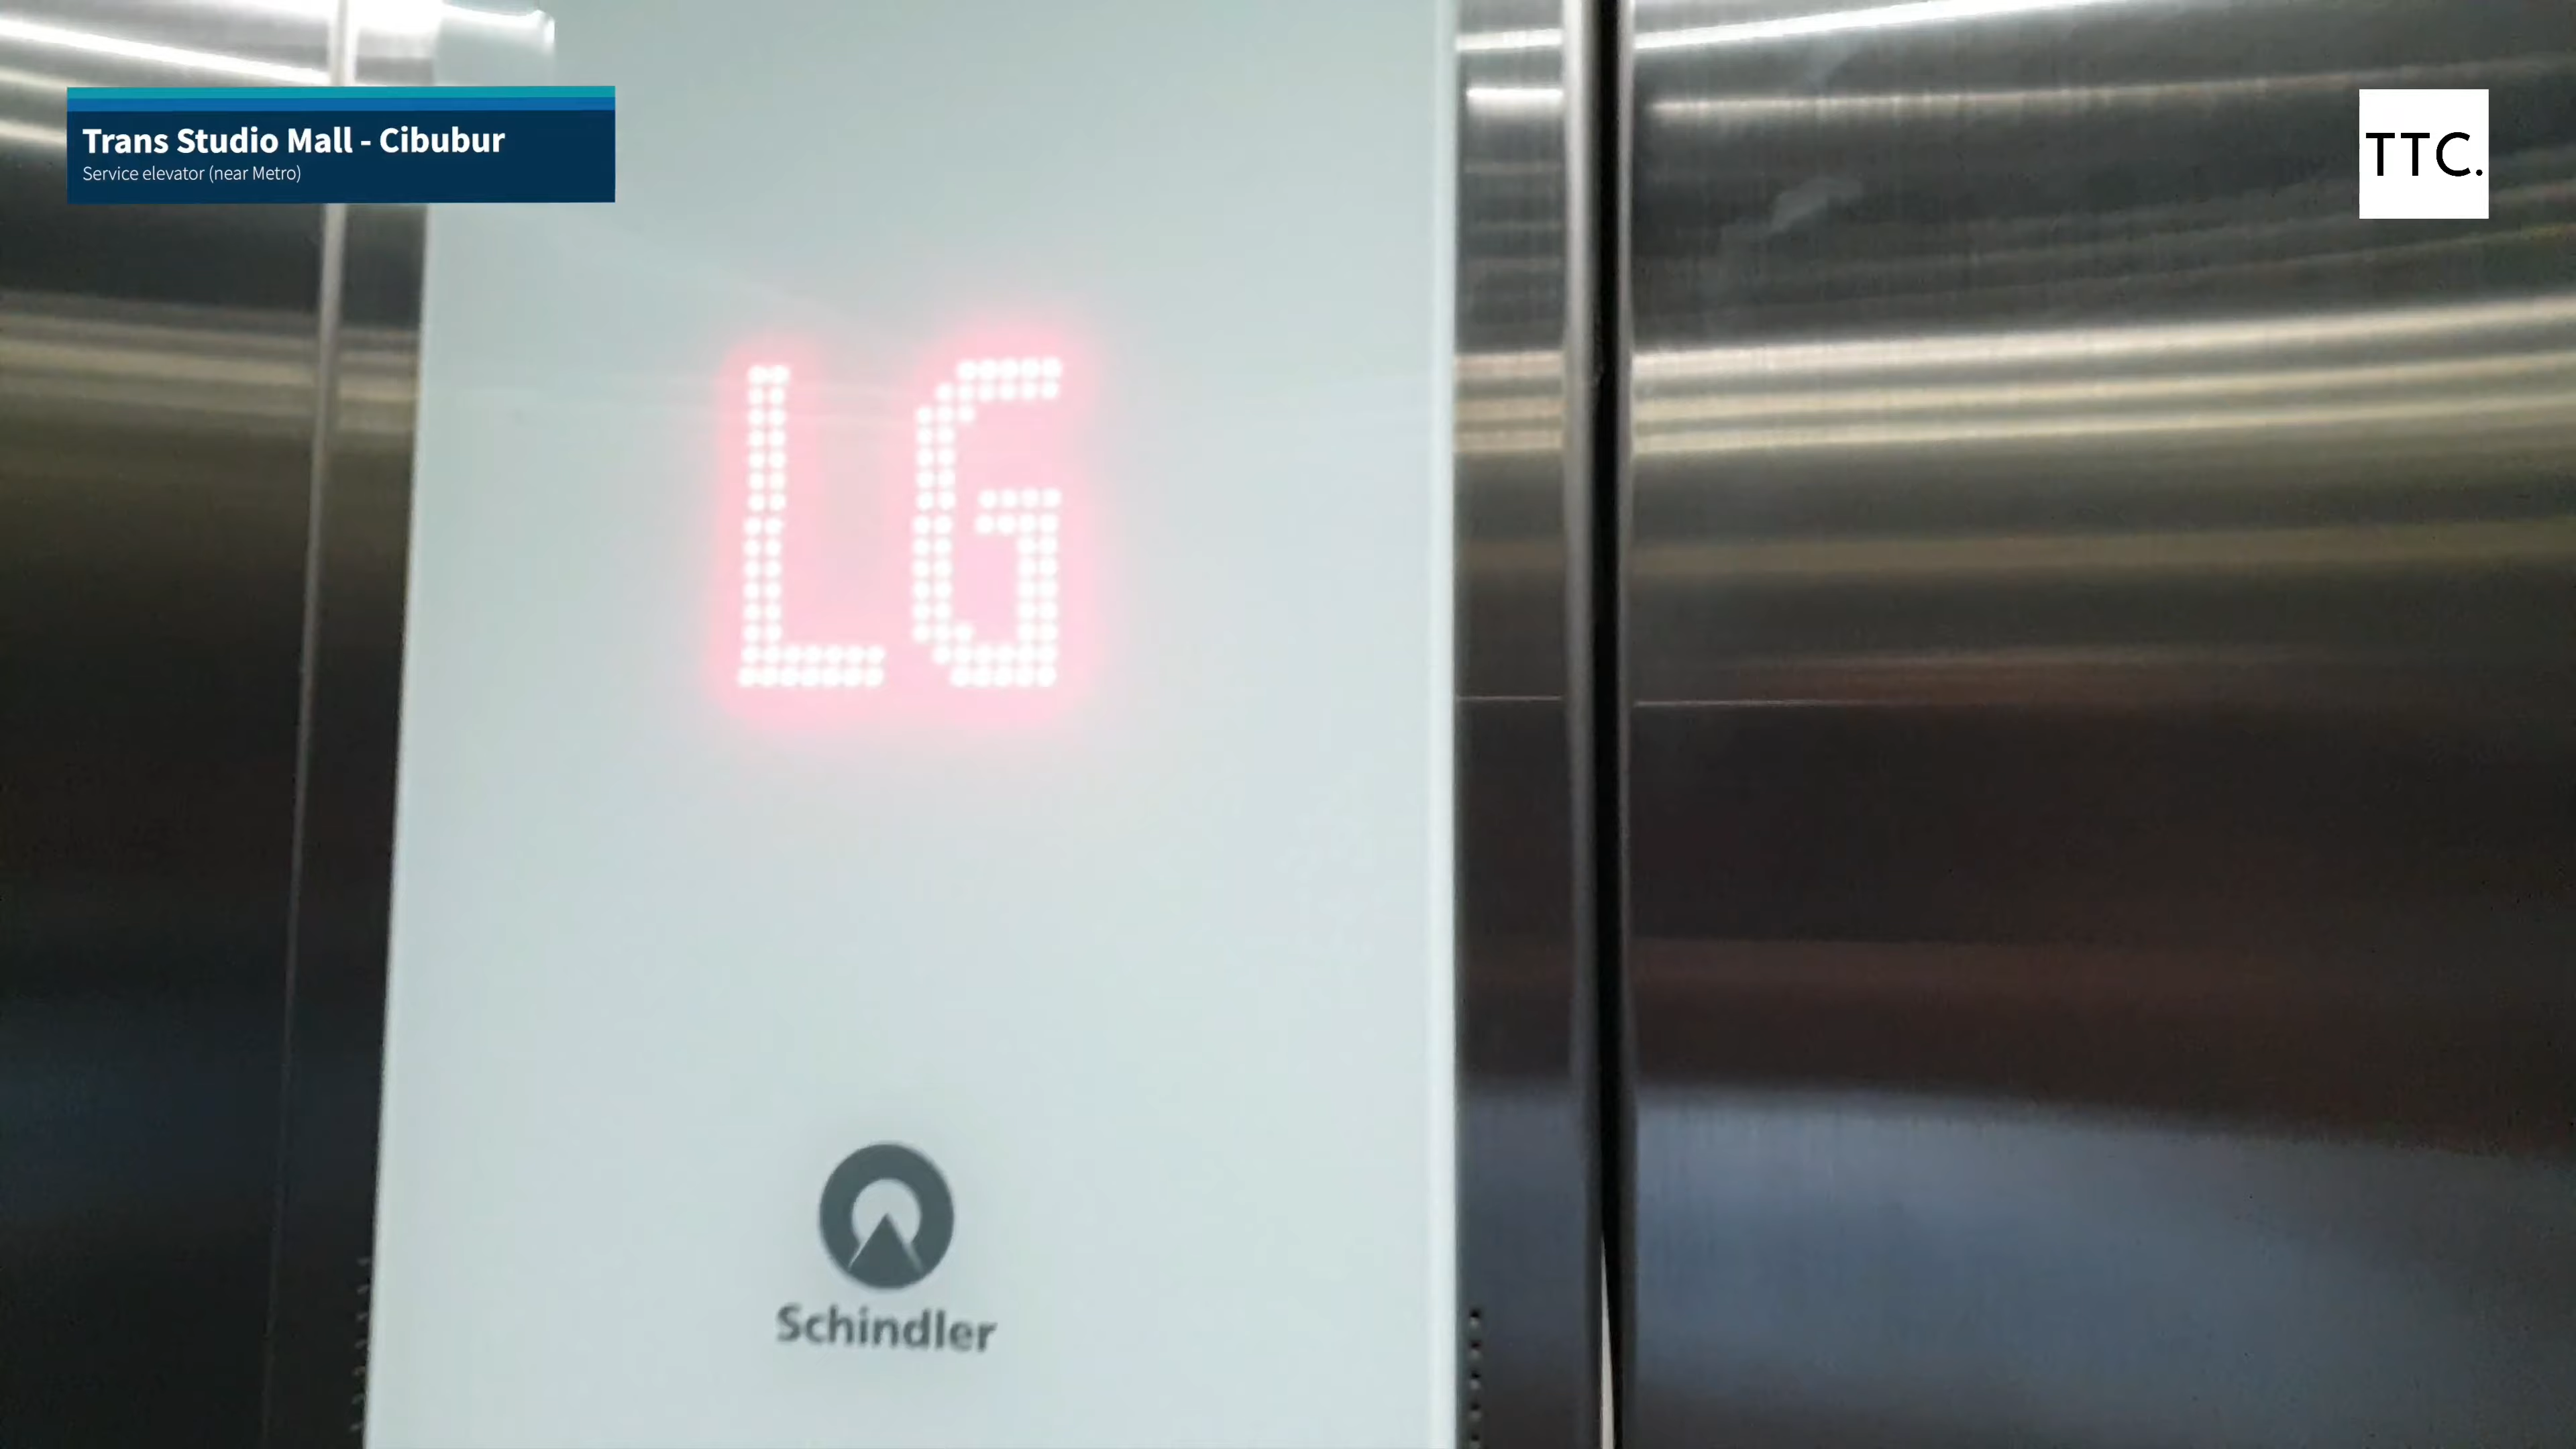 Trans Studio Mall - Cibubur
Service elevator (near Metro)
TTC.
LG
Schindler